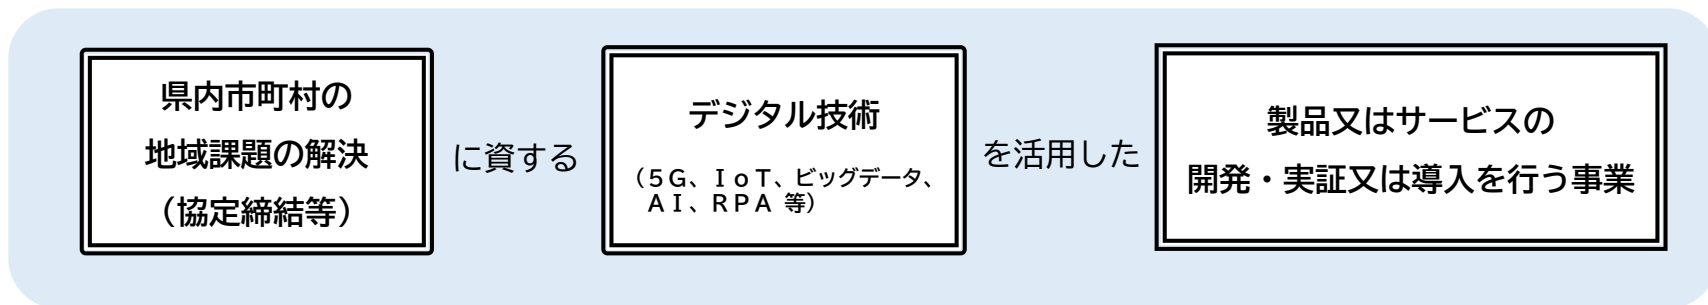 県内市町村の
地域課題の解決
（協定締結等）
に資する
デジタル技術
（５Ｇ、ＩｏＴ、ビッグデータ、
ＡＩ、ＲＰＡ 等）
を活用した
製品又はサービスの
開発・実証又は導入を行う事業